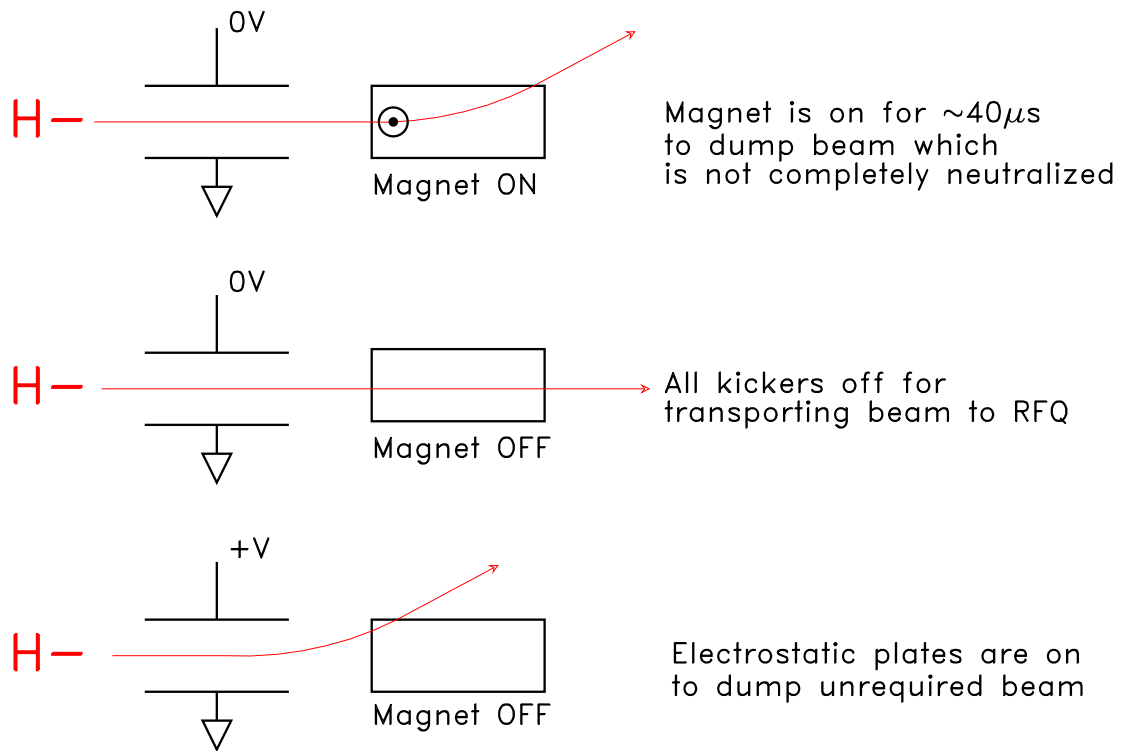 0V
H-
Magnet ON
Magnet is on for ~40μs
to dump beam which
is not completely neutralized
0V
H-
Magnet OFF
All kickers off for
transporting beam to RFQ
+V
H-
Magnet OFF
Electrostatic plates are on
to dump unrequired beam